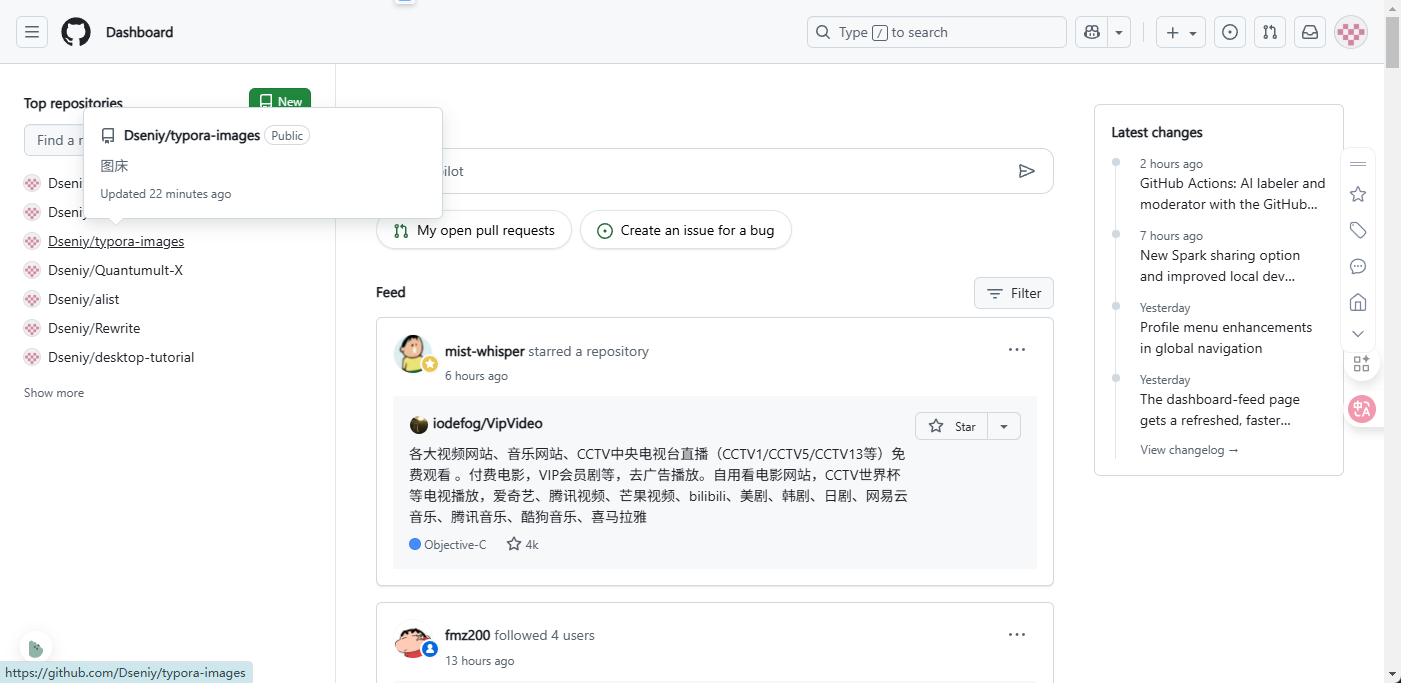 Dashboard
Type / to search
Top repositories
New
Find a r
Dseniy/typora-images Public
图床
Updated 22 minutes ago
Dseni
Dseniy
Dseniy/typora-images
Dseniy/Quantumult-X
Dseniy/alist
Dseniy/Rewrite
Dseniy/desktop-tutorial
Show more
ilot
My open pull requests
Create an issue for a bug
Feed
Filter
mist-whisper starred a repository
6 hours ago
iodefog/VipVideo
Star
各大视频网站、音乐网站、CCTV中央电视台直播（CCTV1/CCTV5/CCTV13等）免
费观看 。付费电影，VIP会员剧等，去广告播放。自用看电影网站，CCTV世界杯
等电视播放，爱奇艺、腾讯视频、芒果视频、bilibili、美剧、韩剧、日剧、网易云
音乐、腾讯音乐、酷狗音乐、喜马拉雅
Objective-C
4k
fmz200 followed 4 users
13 hours ago
Latest changes
2 hours ago
GitHub Actions: AI labeler and
moderator with the GitHub...
7 hours ago
New Spark sharing option
and improved local dev...
Yesterday
Profile menu enhancements
in global navigation
Yesterday
The dashboard-feed page
gets a refreshed, faster...
View changelog →
中A
https://github.com/Dseniy/typora-images